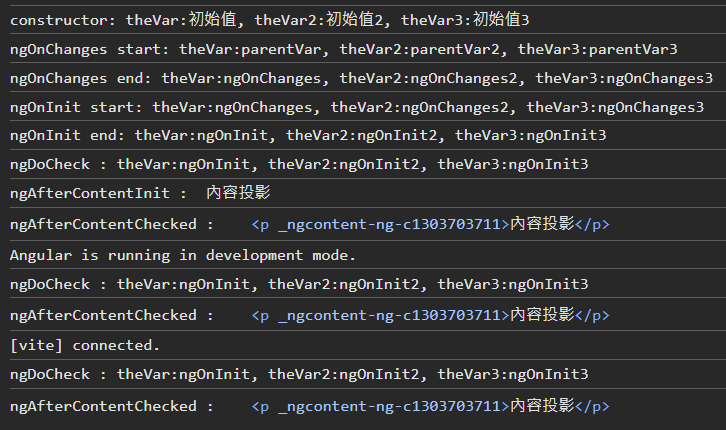 constructor: theVar:初始值, theVar2:初始值2, theVar3:初始值3
ngOnChanges start: theVar:parentVar, theVar2:parentVar2, theVar3:parentVar3
ngOnChanges end: theVar:ngOnChanges, theVar2:ngOnChanges2, theVar3:ngOnChanges3
ngOnInit start: theVar:ngOnChanges, theVar2:ngOnChanges2, theVar3:ngOnChanges3
ngOnInit end: theVar:ngOnInit, theVar2:ngOnInit2, theVar3:ngOnInit3
ngDoCheck : theVar:ngOnInit, theVar2:ngOnInit2, theVar3:ngOnInit3
ngAfterContentInit :  內容投影
ngAfterContentChecked :    <p _ngcontent-ng-c1303703711>內容投影</p>
Angular is running in development mode.
ngDoCheck : theVar:ngOnInit, theVar2:ngOnInit2, theVar3:ngOnInit3
ngAfterContentChecked :    <p _ngcontent-ng-c1303703711>內容投影</p>
[vite] connected.
ngDoCheck : theVar:ngOnInit, theVar2:ngOnInit2, theVar3:ngOnInit3
ngAfterContentChecked :    <p _ngcontent-ng-c1303703711>內容投影</p>